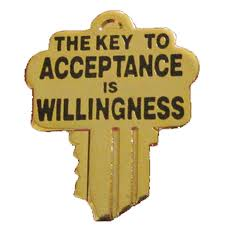 THE KEY TO
ACCEPTANCE
IS
WILLINGNESS